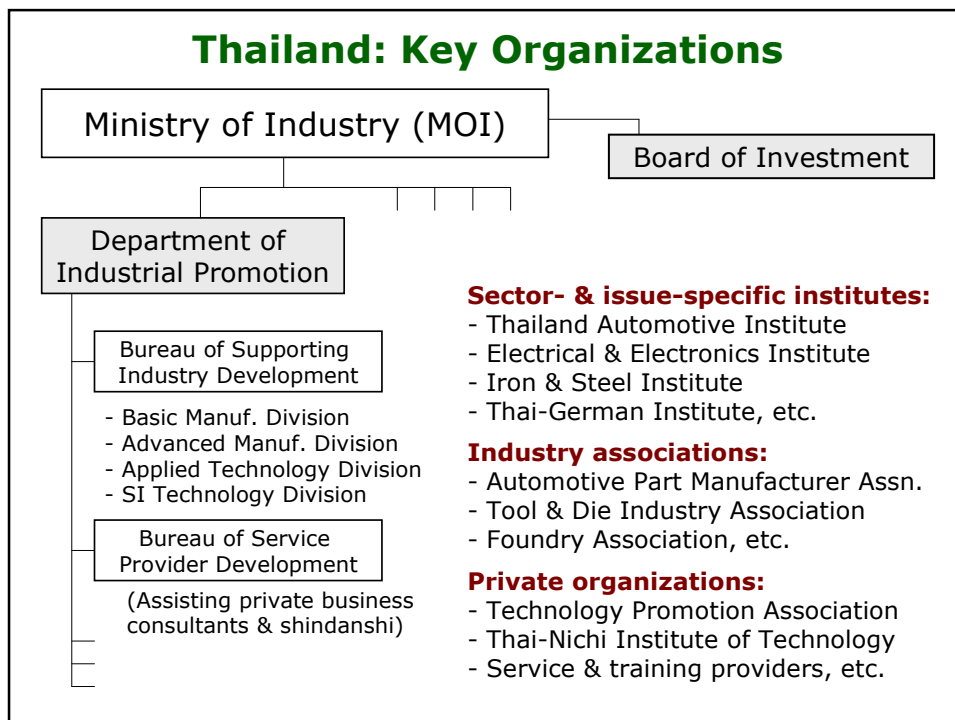 Thailand: Key Organizations
Ministry of Industry (MOI)
Board of Investment
Department of
Industrial Promotion
Bureau of Supporting
Industry Development
- Basic Manuf. Division
- Advanced Manuf. Division
- Applied Technology Division
- SI Technology Division
Bureau of Service
Provider Development
(Assisting private business
consultants & shindanshi)
Sector- & issue-specific institutes:
- Thailand Automotive Institute
- Electrical & Electronics Institute
- Iron & Steel Institute
- Thai-German Institute, etc.
Industry associations:
- Automotive Part Manufacturer Assn.
- Tool & Die Industry Association
- Foundry Association, etc.
Private organizations:
- Technology Promotion Association
- Thai-Nichi Institute of Technology
- Service & training providers, etc.